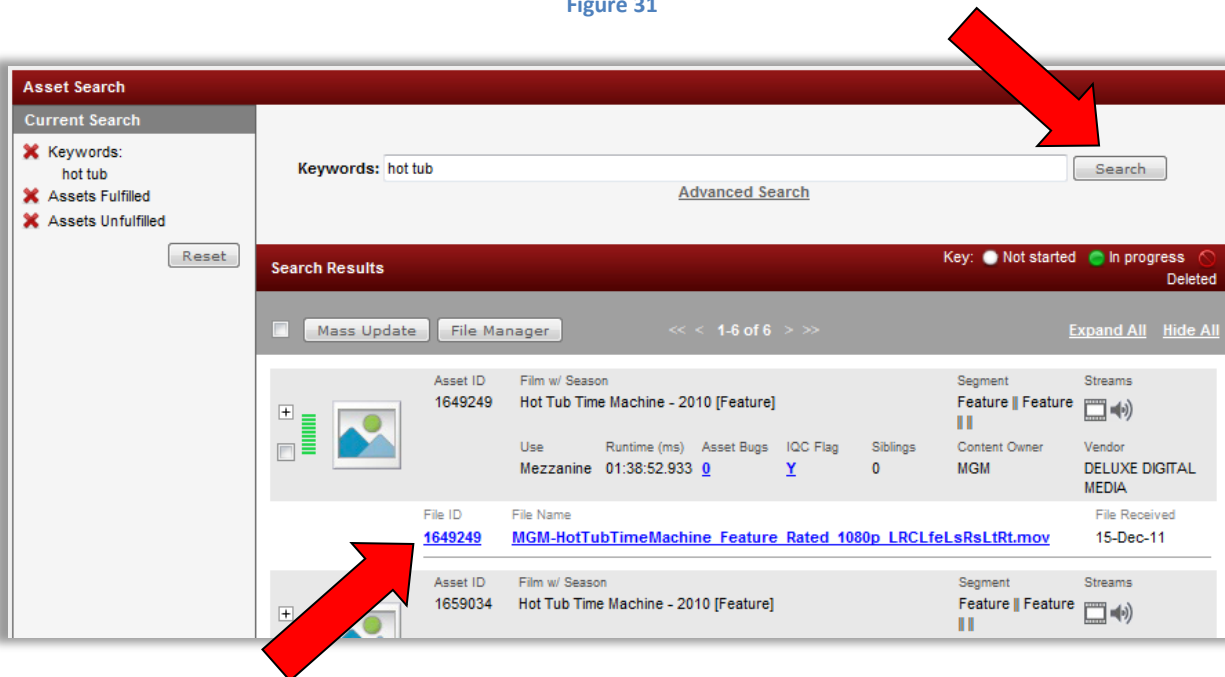 Figure 31
Asset Search
Current Search
Keywords:
hot tub
Assets Fulfilled
Assets Unfulfilled
Reset
Keywords: hot tub
Search
Advanced Search
Search Results
Key: Not started In progress
Deleted
Mass Update File Manager << < 1-6 of 6 > >> Expand All Hide All
Asset ID Film w/ Season Segment Streams
1649249 Hot Tub Time Machine - 2010 [Feature] Feature || Feature
||
Use Runtime (ms) Asset Bugs IQC Flag Siblings Content Owner Vendor
Mezzanine 01:38:52.933 0 Y 0 MGM DELUXE DIGITAL
MEDIA
File ID File Name File Received
1649249 MGM-HotTubTimeMachine_Feature_Rated_1080p_LRCLfeLsRsLtRt.mov 15-Dec-11
Asset ID Film w/ Season Segment Streams
1659034 Hot Tub Time Machine - 2010 [Feature] Feature || Feature
||